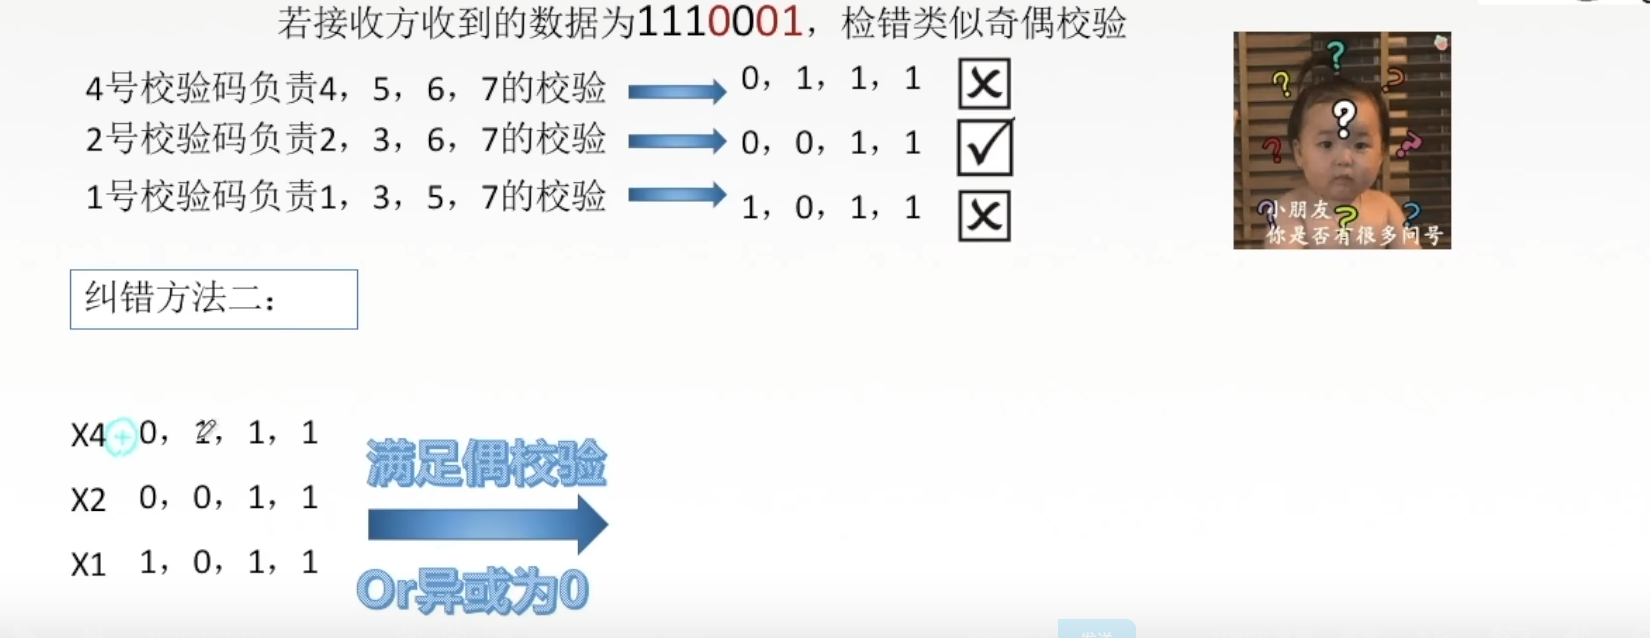 若接收方收到的数据为1110001，检错类似奇偶校验
4号校验码负责4，5，6，7的校验 0，1，1，1
2号校验码负责2，3，6，7的校验 0，0，1，1
1号校验码负责1，3，5，7的校验 1，0，1，1
小朋友
你是否有很多问号
纠错方法二：
X4 + 0，1，1，1
X2 0，0，1，1
X1 1，0，1，1
满足偶校验
Or异或为0